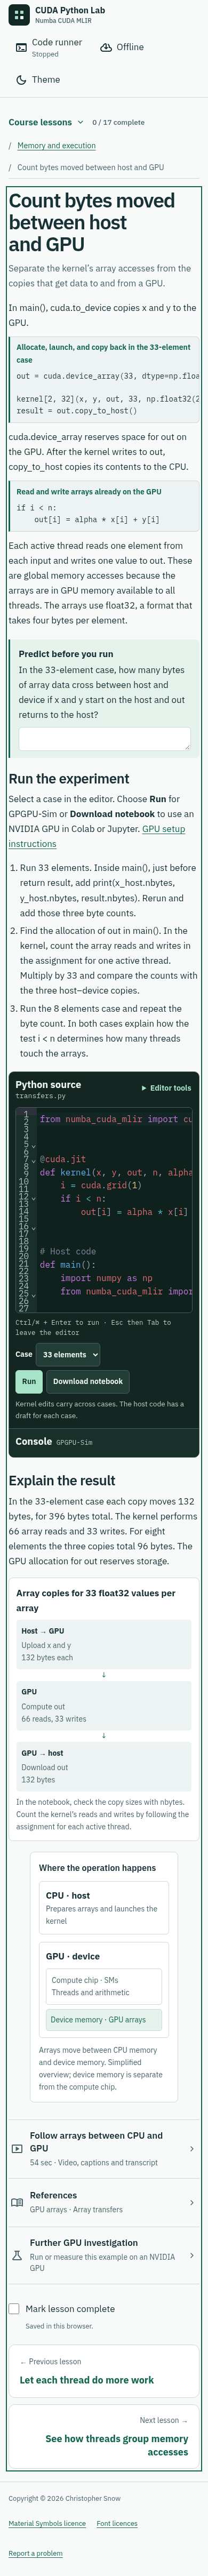 CUDA Python Lab
Numba CUDA MLIR
Code runner
Stopped
Offline
Theme
Course lessons
0 / 17 complete
/ Memory and execution
/ Count bytes moved between host and GPU
Count bytes moved
between host
and GPU
Separate the kernel's array accesses from the
copies that get data to and from a GPU.
In main(), cuda.to_device copies x and y to the
GPU.
Allocate, launch, and copy back in the 33-element
case
out = cuda.device_array(33, dtype=np.floa
kernel[2, 32](x, y, out, 33, np.float32(2
result = out.copy_to_host()
cuda.device_array reserves space for out on
the GPU. After the kernel writes to out,
copy_to_host copies its contents to the CPU.
Read and write arrays already on the GPU
if i < n:
out[i] = alpha * x[i] + y[i]
Each active thread reads one element from
each input and writes one value to out. These
are global memory accesses because the
arrays are in GPU memory available to all
threads. The arrays use float32, a format that
takes four bytes per element.
Predict before you run
In the 33-element case, how many bytes
of array data cross between host and
device if x and y start on the host and out
returns to the host?
Run the experiment
Select a case in the editor. Choose Run for
GPGPU-Sim or Download notebook to use an
NVIDIA GPU in Colab or Jupyter. GPU setup
instructions
1. Run 33 elements. Inside main(), just before
return result, add print(x_host.nbytes,
y_host.nbytes, result.nbytes). Rerun and
add those three byte counts.
2. Find the allocation of out in main(). In the
kernel, count the array reads and writes in
the assignment for one active thread.
Multiply by 33 and compare the counts with
the three host–device copies.
3. Run the 8 elements case and repeat the
byte count. In both cases explain how the
test i < n determines how many threads
touch the arrays.
Python source
transforms.py
Editor tools
1
2
3
4
5
6
7
8
9
10
11
12
13
14
15
16
17
18
19
20
21
22
23
24
25
26
27
from numba_cuda_mlir import cu
@cuda.jit
def kernel(x, y, out, n, alpha
i = cuda.grid(1)
if i < n:
out[i] = alpha * x[i]
# Host code
def main():
import numpy as np
from numba_cuda_mlir impor
Ctrl/⌘ + Enter to run · Esc then Tab to
leave the editor
Case 33 elements
Run
Download notebook
Kernel edits carry across cases. The host code has a
draft for each case.
Console GPGPU-Sim
Explain the result
In the 33-element case each copy moves 132
bytes, for 396 bytes total. The kernel performs
66 array reads and 33 writes. For eight
elements the three copies total 96 bytes. The
GPU allocation for out reserves storage.
Array copies for 33 float32 values per
array
Host → GPU
Upload x and y
132 bytes each
↓
GPU
Compute out
66 reads, 33 writes
↓
GPU → host
Download out
132 bytes
In the notebook, check the copy sizes with nbytes.
Count the kernel's reads and writes by following the
assignment for each active thread.
Where the operation happens
CPU · host
Prepares arrays and launches the
kernel
GPU · device
Compute chip · SMs
Threads and arithmetic
Device memory · GPU arrays
Arrays move between CPU memory
and device memory. Simplified
overview; device memory is separate
from the compute chip.
Follow arrays between CPU and
GPU
54 sec · Video, captions and transcript
References
GPU arrays · Array transfers
Further GPU investigation
Run or measure this example on an NVIDIA
GPU
Mark lesson complete
Saved in this browser.
← Previous lesson
Let each thread do more work
Next lesson →
See how threads group memory
accesses
Copyright © 2026 Christopher Snow
Material Symbols licence
Font licences
Report a problem